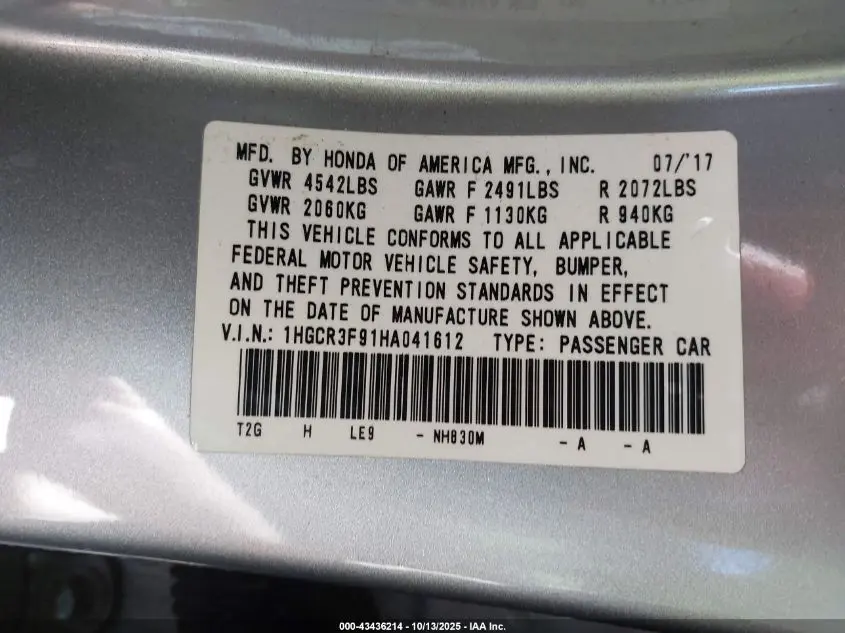 MFD. BY HONDA OF AMERICA MFG., INC. 07/'17
GVWR 4542LBS GAWR F 2491LBS R 2072LBS
GVWR 2060KG GAWR F 1130KG R 940KG
THIS VEHICLE CONFORMS TO ALL APPLICABLE
FEDERAL MOTOR VEHICLE SAFETY, BUMPER,
AND THEFT PREVENTION STANDARDS IN EFFECT
ON THE DATE OF MANUFACTURE SHOWN ABOVE.
V.I.N.: 1HGCR3F91HA041612 TYPE: PASSENGER CAR
T2G H LE9 - NH830M - A - A
000-43436214 - 10/13/2025 - IAA Inc.